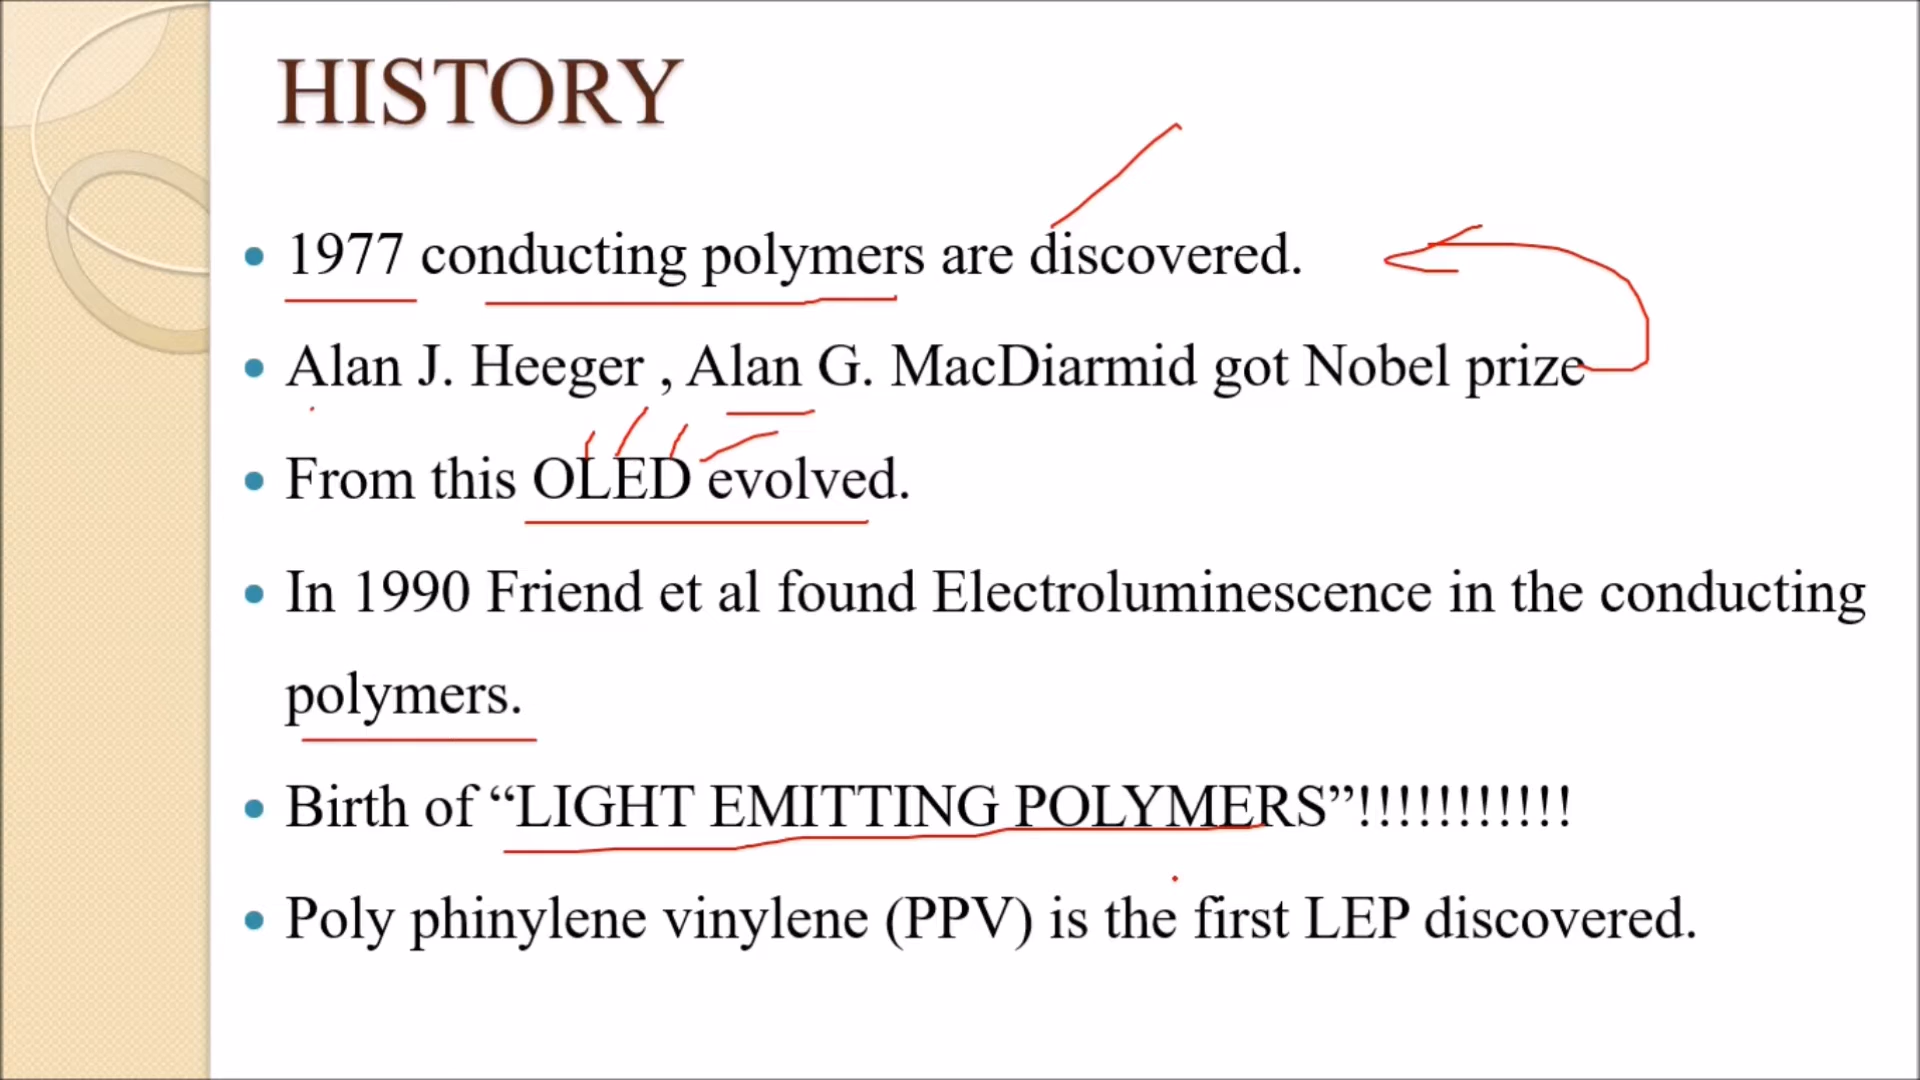 HISTORY
• 1977 conducting polymers are discovered.
• Alan J. Heeger , Alan G. MacDiarmid got Nobel prize
• From this OLED evolved.
• In 1990 Friend et al found Electroluminescence in the conducting
polymers.
• Birth of “LIGHT EMITTING POLYMERS”!!!!!!!!!!!
• Poly phinylene vinylene (PPV) is the first LEP discovered.